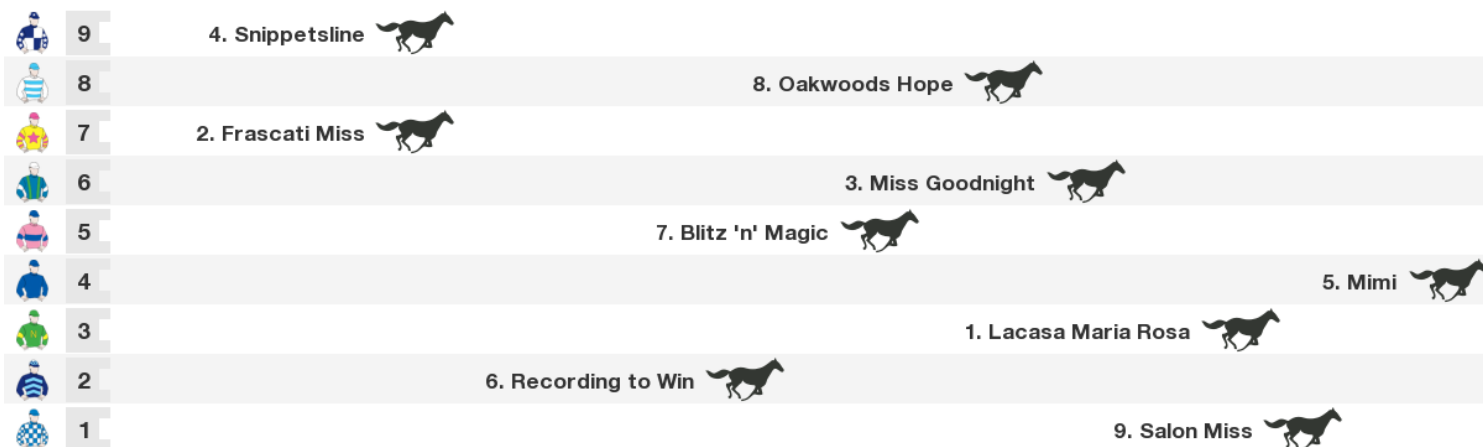 9 4. Snippetsline
8 8. Oakwoods Hope
7 2. Frascati Miss
6 3. Miss Goodnight
5 7. Blitz 'n' Magic
4 5. Mimi
3 1. Lacasa Maria Rosa
N
2 6. Recording to Win
1 9. Salon Miss